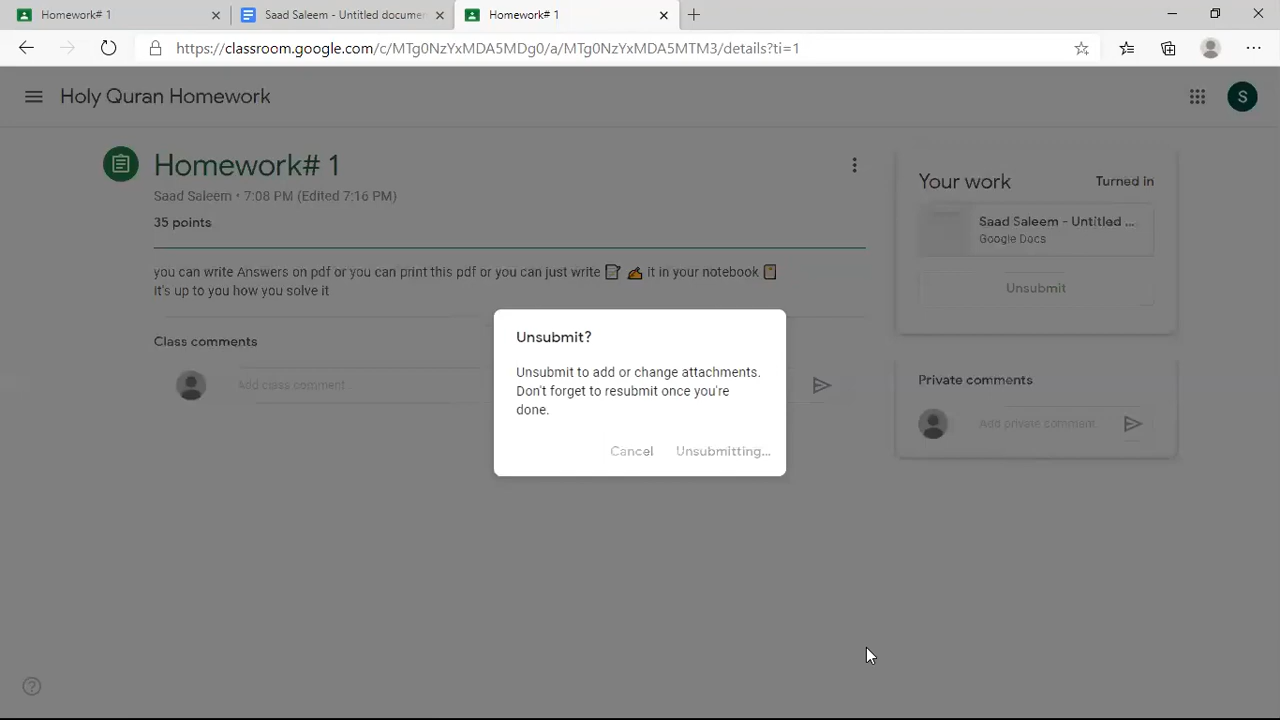 Homework# 1
Saad Saleem - Untitled documen
Homework# 1
https://classroom.google.com/c/MTg0NzYxMDA5MDg0/a/MTg0NzYxMDA5MTM3/details?ti=1
Holy Quran Homework
S
Homework# 1
Saad Saleem • 7:08 PM (Edited 7:16 PM)
35 points
you can write Answers on pdf or you can print this pdf or you can just write 📝 ✍ it in your notebook 📔
It's up to you how you solve it
Class comments
Add class comment
Your work
Turned in
Saad Saleem - Untitled ...
Google Docs
Unsubmit
Private comments
Add private comment
Unsubmit?
Unsubmit to add or change attachments.
Don't forget to resubmit once you're
done.
Cancel Unsubmitting...